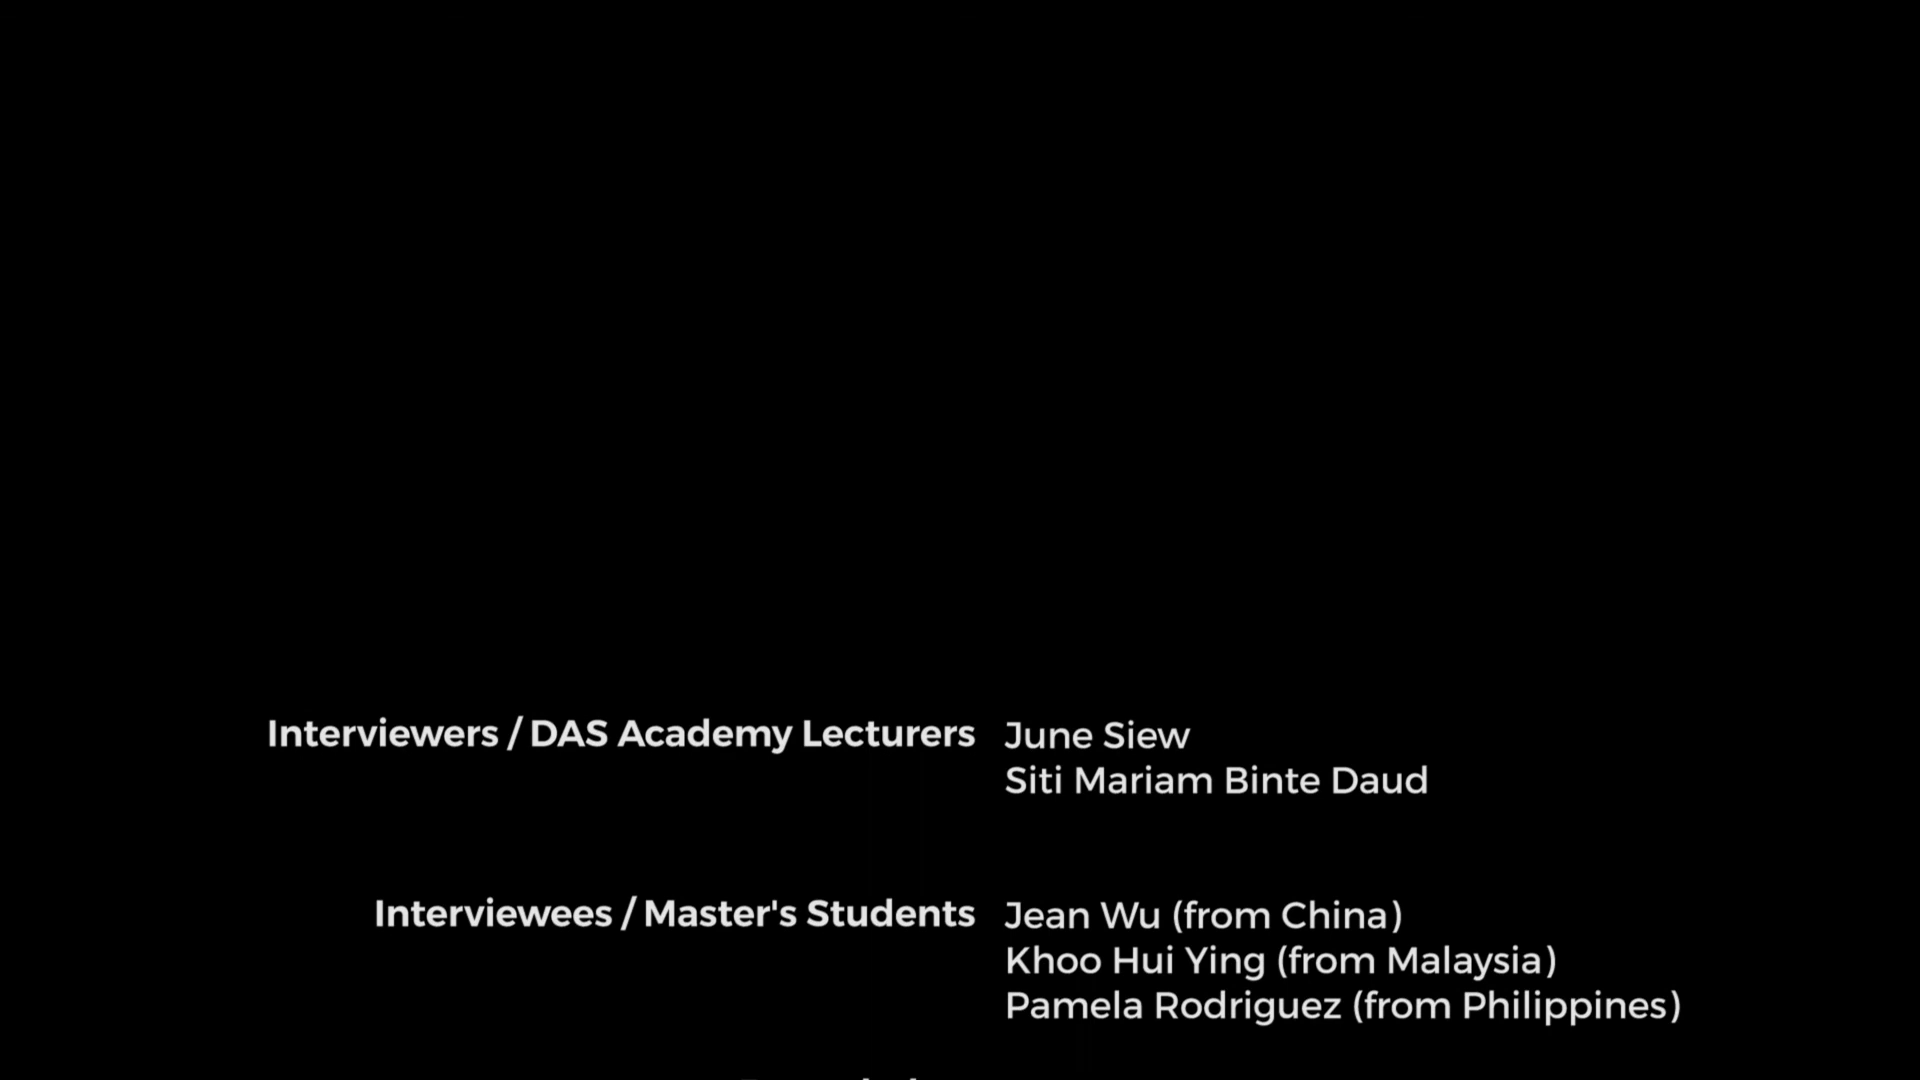 Interviewers / DAS Academy Lecturers June Siew
Siti Mariam Binte Daud
Interviewees / Master's Students Jean Wu (from China)
Khoo Hui Ying (from Malaysia)
Pamela Rodriguez (from Philippines)